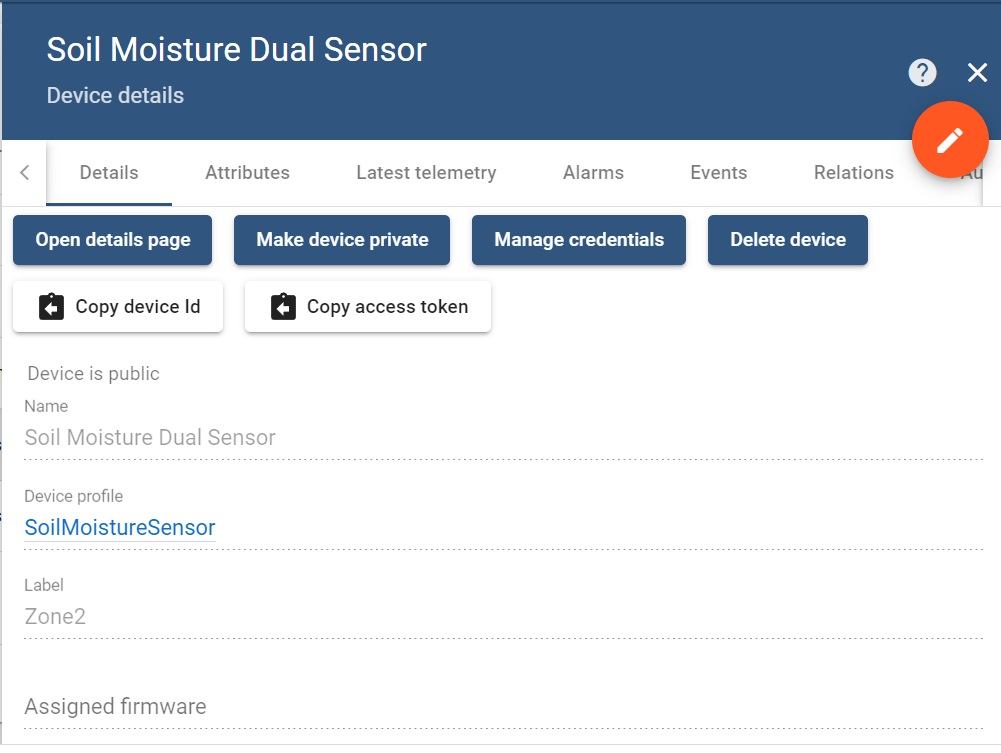 Soil Moisture Dual Sensor
Device details
Details Attributes Latest telemetry Alarms Events Relations
Open details page Make device private Manage credentials Delete device
Copy device Id Copy access token
Device is public
Name
Soil Moisture Dual Sensor
Device profile
SoilMoistureSensor
Label
Zone2
Assigned firmware